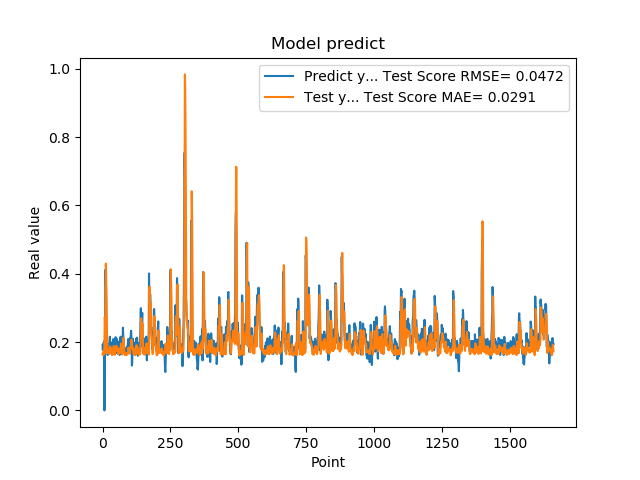 Model predict
Predict y... Test Score RMSE= 0.0472
Test y... Test Score MAE= 0.0291
Real value
1.0
0.8
0.6
0.4
0.2
0.0
0 250 500 750 1000 1250 1500
Point